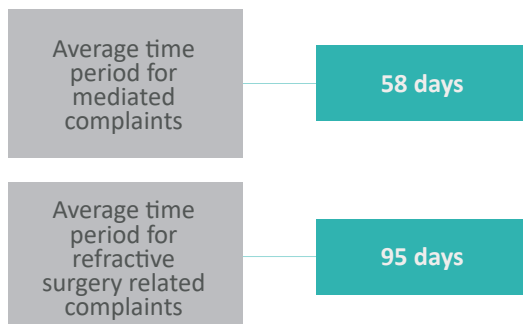 Average time
period for
mediated
complaints
58 days
Average time
period for
refractive
surgery related
complaints
95 days